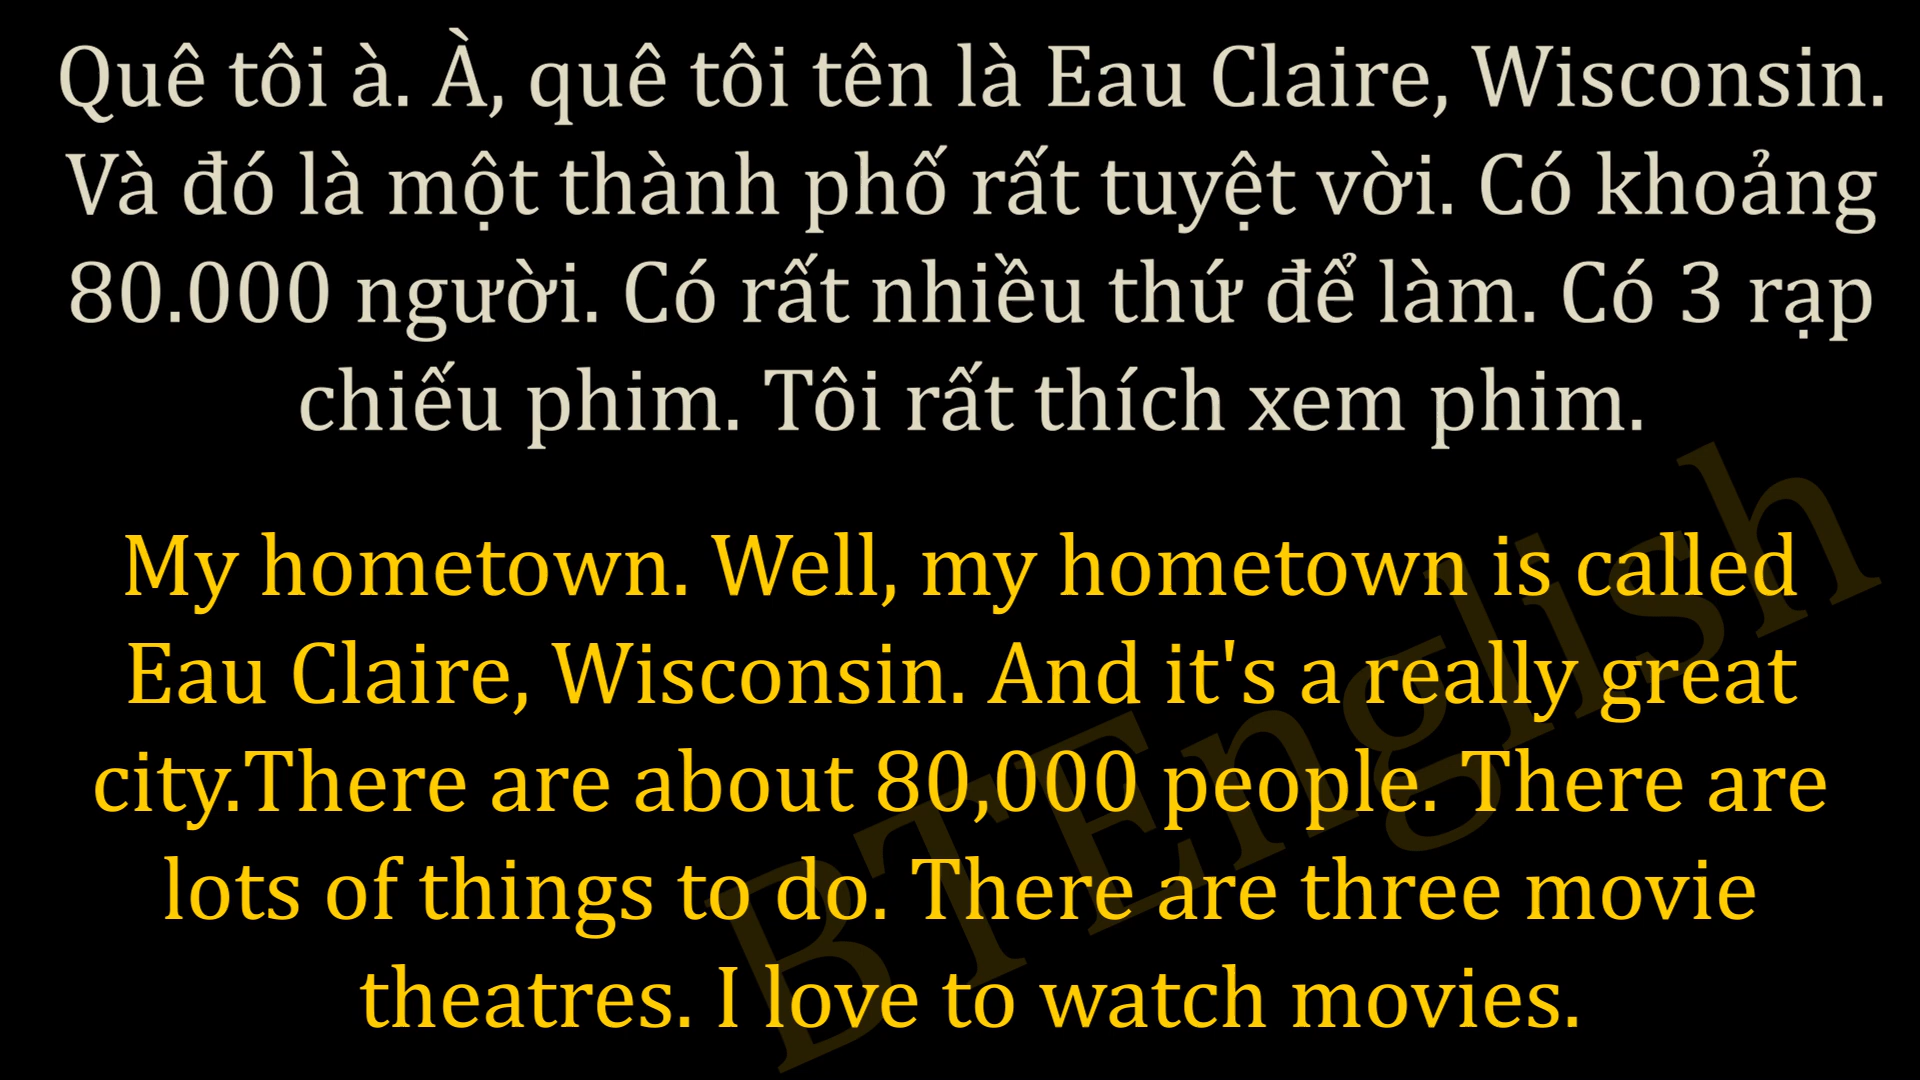 Quê tôi à. À, quê tôi tên là Eau Claire, Wisconsin.
Và đó là một thành phố rất tuyệt vời. Có khoảng
80.000 người. Có rất nhiều thứ để làm. Có 3 rạp
chiếu phim. Tôi rất thích xem phim.
My hometown. Well, my hometown is called
Eau Claire, Wisconsin. And it's a really great
city.There are about 80,000 people. There are
lots of things to do. There are three movie
theatres. I love to watch movies.
BTEnglish